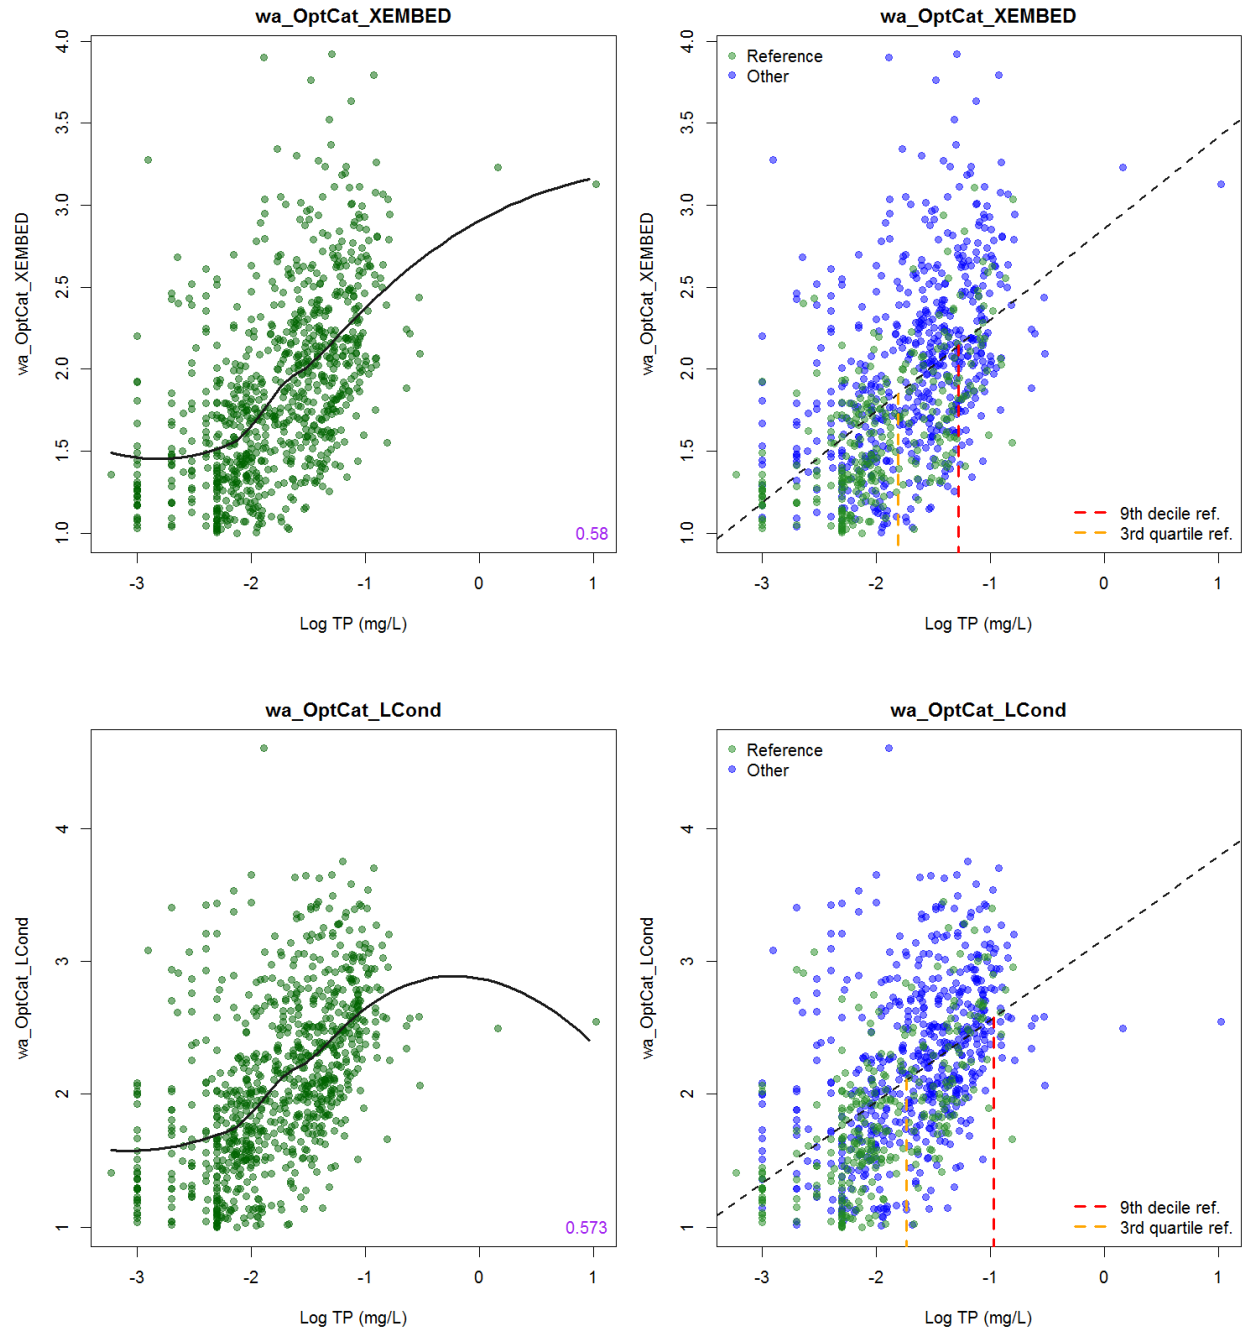 wa_OptCat_XEMBED
wa_OptCat_XEMBED
4.0
3.5
3.0
2.5
2.0
1.5
1.0
0.58
-3 -2 -1 0 1
Log TP (mg/L)
wa_OptCat_XEMBED
wa_OptCat_XEMBED
4.0
3.5
3.0
2.5
2.0
1.5
1.0
Reference
Other
9th decile ref.
3rd quartile ref.
-3 -2 -1 0 1
Log TP (mg/L)
wa_OptCat_LCond
wa_OptCat_LCond
4
3
2
1
0.573
-3 -2 -1 0 1
Log TP (mg/L)
wa_OptCat_LCond
wa_OptCat_LCond
4
3
2
1
Reference
Other
9th decile ref.
3rd quartile ref.
-3 -2 -1 0 1
Log TP (mg/L)